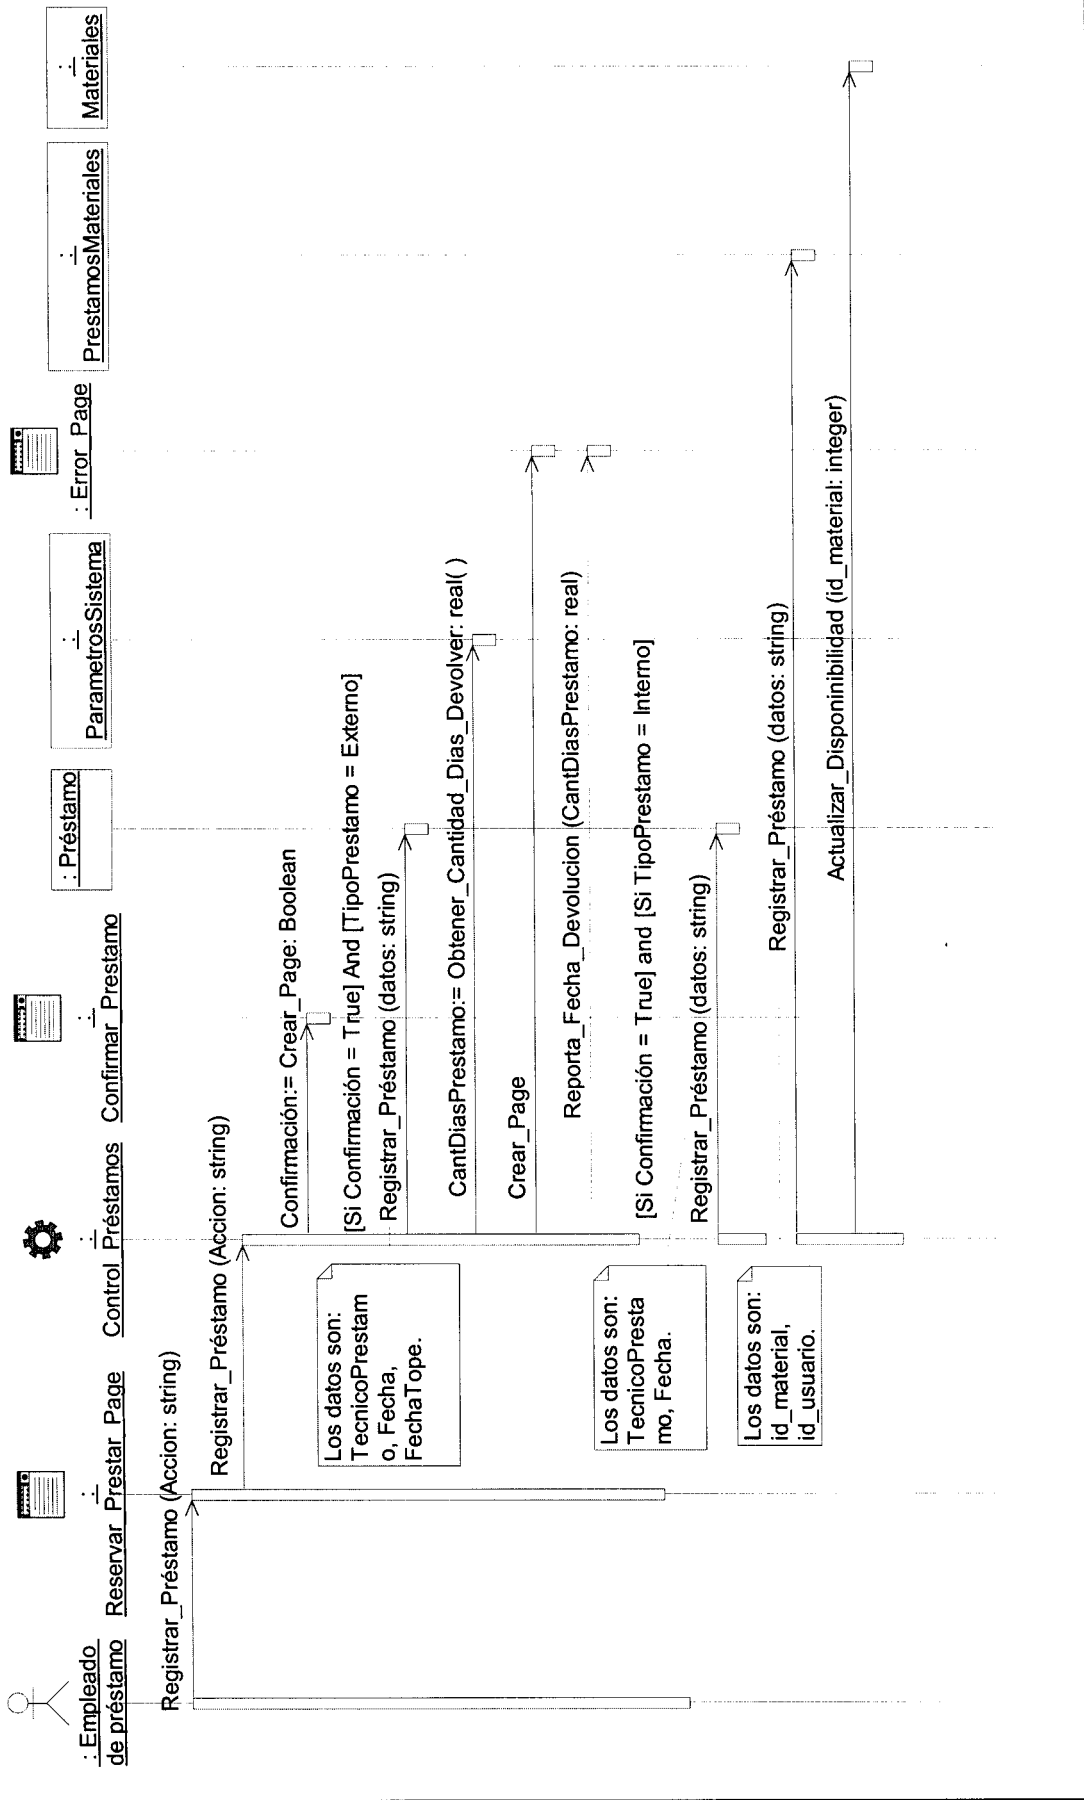 : Empleado
de préstamo
:
Reservar_Prestar_Page
:
Control_Préstamos
:
Confirmar_Prestamo
: Préstamo
:
ParametrosSistema
: Error_Page
:
PrestamosMateriales
:
Materiales
Registrar_Préstamo (Accion: string)
Registrar_Préstamo (Accion: string)
Confirmación:= Crear_Page: Boolean
[Si Confirmación = True] And [TipoPrestamo = Externo]
Registrar_Préstamo (datos: string)
Los datos son:
TecnicoPrestam
o, Fecha,
FechaTope.
CantDiasPrestamo:= Obtener_Cantidad_Dias_Devolver: real( )
Crear_Page
Reporta_Fecha_Devolucion (CantDiasPrestamo: real)
[Si Confirmación = True] and [Si TipoPrestamo = Interno]
Registrar_Préstamo (datos: string)
Los datos son:
TecnicoPresta
mo, Fecha.
Registrar_Préstamo (datos: string)
Los datos son:
id_material,
id_usuario.
Actualizar_Disponinibilidad (id_material: integer)